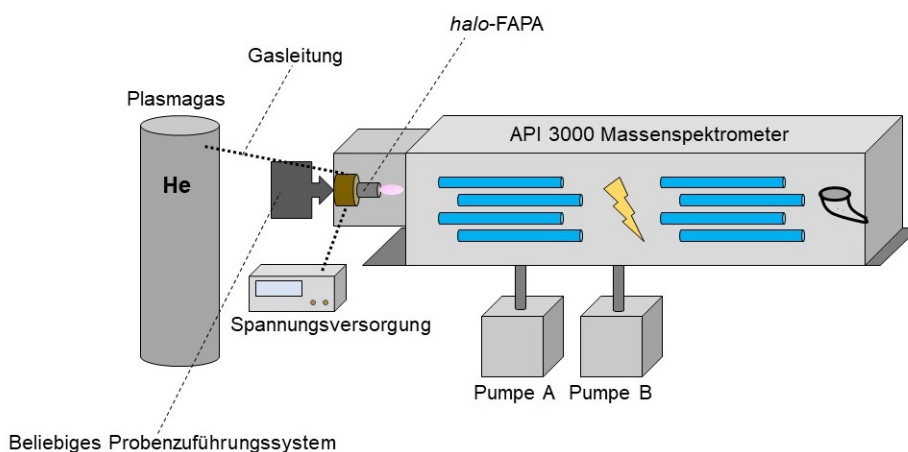 halo-FAPA
Gasleitung
Plasmagas
API 3000 Massenspektrometer
He
Spannungsversorgung
Pumpe A
Pumpe B
Beliebiges Probenzuführungssystem